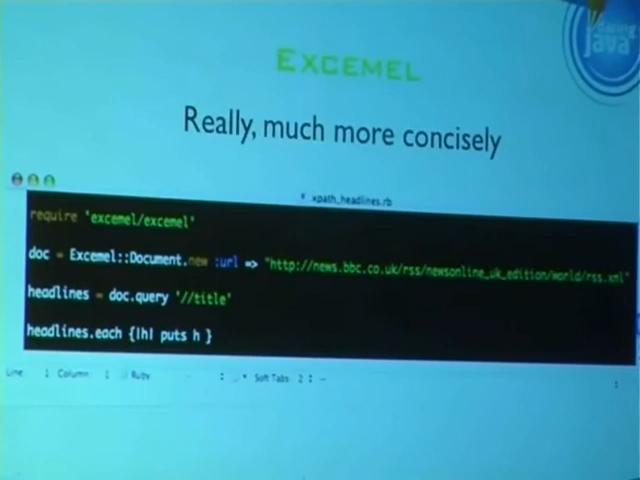 Java
EXCEMEL
Really, much more concisely
xpath_headlines.rb
require 'excemel/excemel'
doc = Excemel::Document.new :url => "http://news.bbc.co.uk/rss/newsonline_uk_edition/world/rss.xml"
headlines = doc.query '//title'
headlines.each {|h| puts h }
Line: 1 Column: 1 Ruby Soft Tabs: 2